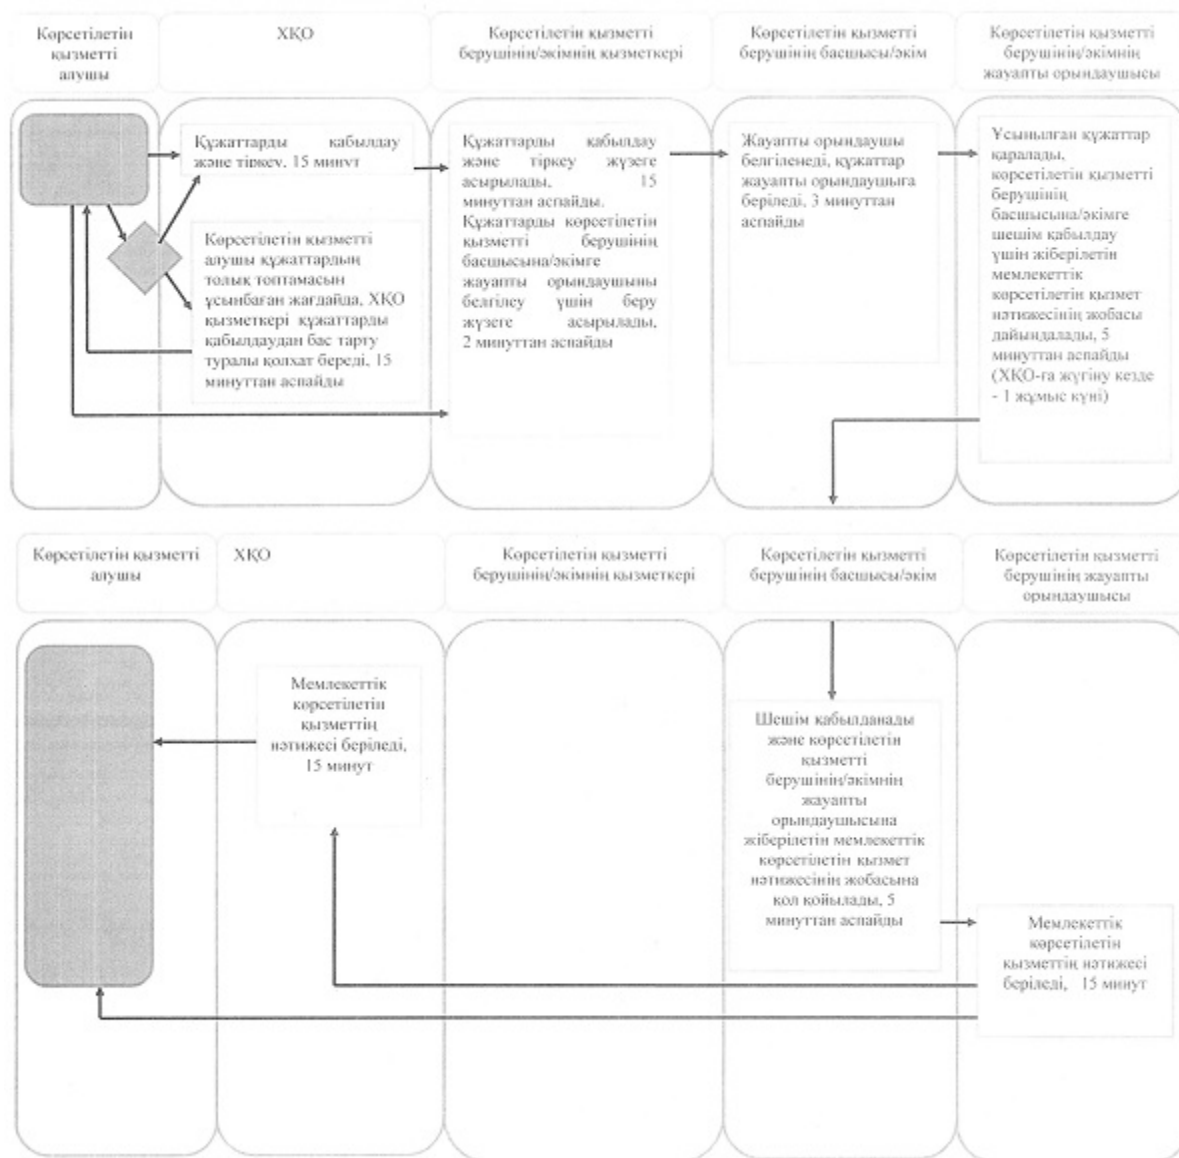 Көрсетілетін
қызметті
алушы
ХҚО
Көрсетілетін қызметті
берушінің/әкімнің қызметкері
Көрсетілетін қызметті
берушінің басшысы/әкім
Көрсетілетін қызметті
берушінің/әкімнің
жауапты орындаушысы
Құжаттарды қабылдау
және тіркеу, 15 минут
Көрсетілетін қызметті
алушы құжаттардың
толық топтамасын
ұсынбаған жағдайда, ХҚО
қызметкері құжаттарды
қабылдаудан бас тарту
туралы қолхат береді, 15
минуттан аспайды
Құжаттарды қабылдау
және тіркеу жүзеге
асырылады, 15
минуттан аспайды.
Құжаттарды көрсетілетін
қызметті берушінің
басшысына/әкімге
жауапты орындаушыны
белгілеу үшін беру
жүзеге асырылады,
2 минуттан аспайды
Жауапты орындаушы
белгіленеді, құжаттар
жауапты орындаушыға
беріледі, 3 минуттан
аспайды
Ұсынылған құжаттар
қаралады,
көрсетілетін қызметті
берушінің
басшысына/әкімге
шешім қабылдау
үшін жіберілетін
мемлекеттік
көрсетілетін қызмет
нәтижесінің жобасы
дайындалады, 5
минуттан аспайды
(ХҚО-ға жүгіну кезде
- 1 жұмыс күні)
Көрсетілетін қызметті
алушы
ХҚО
Көрсетілетін қызметті
берушінің/әкімнің қызметкері
Көрсетілетін қызметті
берушінің басшысы/әкім
Көрсетілетін қызметті
берушінің жауапты
орындаушысы
Мемлекеттік
көрсетілетін
қызметтің
нәтижесі беріледі,
15 минут
Шешім қабылданады
және көрсетілетін
қызметті
берушінің/әкімнің
жауапты
орындаушысына
жіберілетін мемлекеттік
көрсетілетін қызмет
нәтижесінің жобасына
қол қойылады, 5
минуттан аспайды
Мемлекеттік
көрсетілетін
қызметтің нәтижесі
беріледі, 15 минут